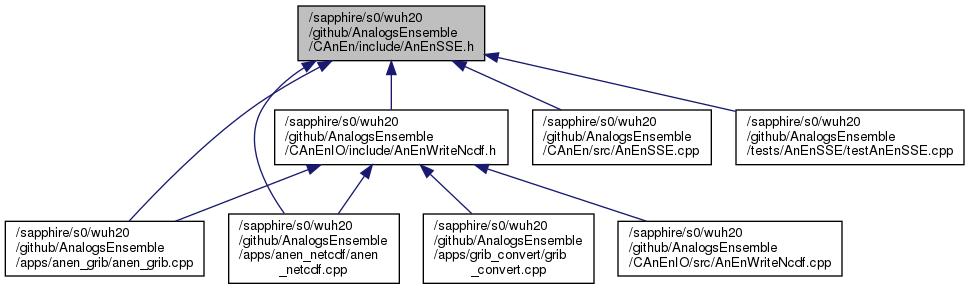 /sapphire/s0/wuh20
/github/AnalogsEnsemble
/CAnEn/include/AnEnSSE.h
/sapphire/s0/wuh20
/github/AnalogsEnsemble
/CAnEnIO/include/AnEnWriteNcdf.h
/sapphire/s0/wuh20
/github/AnalogsEnsemble
/CAnEn/src/AnEnSSE.cpp
/sapphire/s0/wuh20
/github/AnalogsEnsemble
/tests/AnEnSSE/testAnEnSSE.cpp
/sapphire/s0/wuh20
/github/AnalogsEnsemble
/apps/anen_grib/anen_grib.cpp
/sapphire/s0/wuh20
/github/AnalogsEnsemble
/apps/anen_netcdf/anen
_netcdf.cpp
/sapphire/s0/wuh20
/github/AnalogsEnsemble
/apps/grib_convert/grib
_convert.cpp
/sapphire/s0/wuh20
/github/AnalogsEnsemble
/CAnEnIO/src/AnEnWriteNcdf.cpp